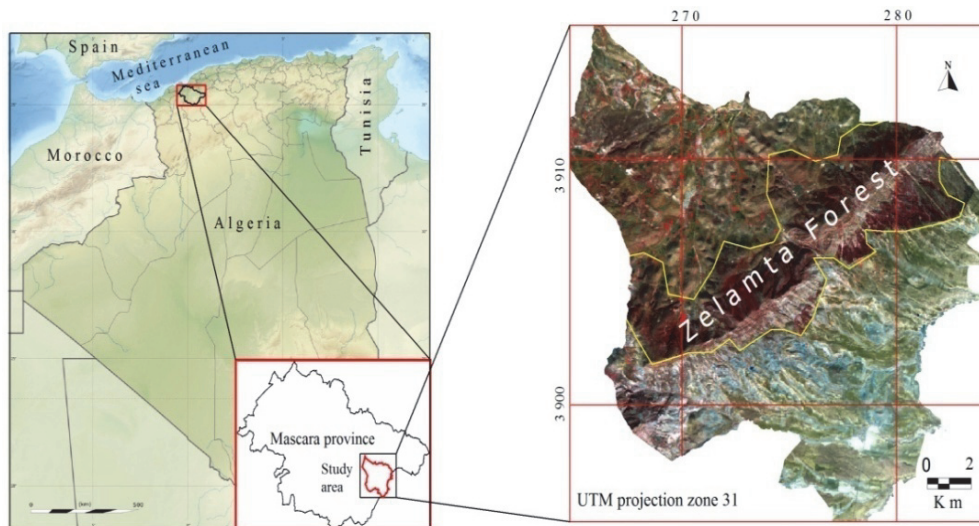 Spain
Mediterranean
sea
Tunisia
Morocco
Algeria
Mascara province
Study
area
270
280
N
3 910
Zelamta Forest
3 900
0 2
K m
UTM projection zone 31